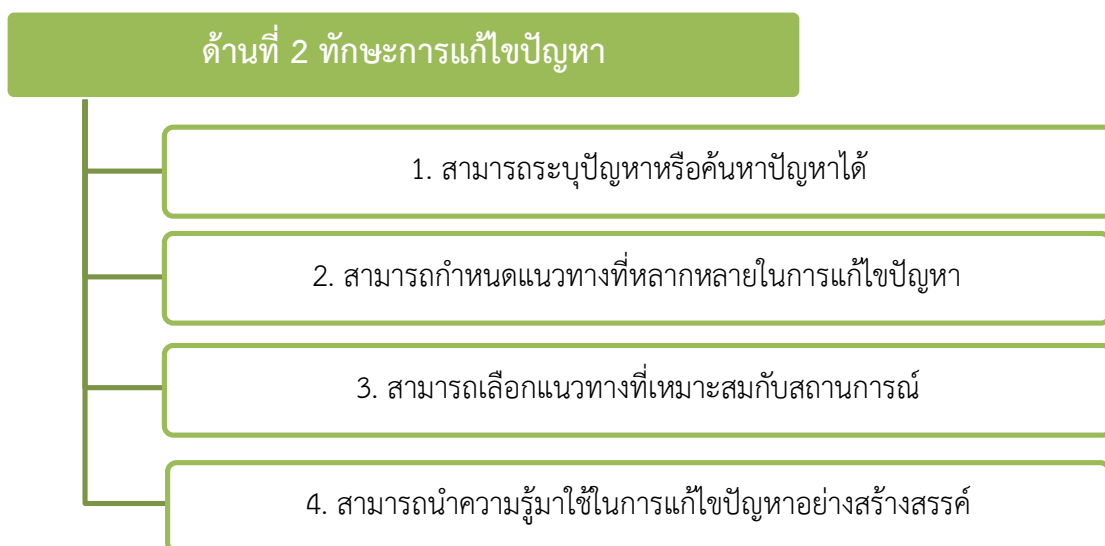 ด้านที่ 2 ทักษะการแก้ไขปัญหา
1. สามารถระบุปัญหาหรือค้นหาปัญหาได้
2. สามารถกำหนดแนวทางที่หลากหลายในการแก้ไขปัญหา
3. สามารถเลือกแนวทางที่เหมาะสมกับสถานการณ์
4. สามารถนำความรู้มาใช้ในการแก้ไขปัญหาอย่างสร้างสรรค์